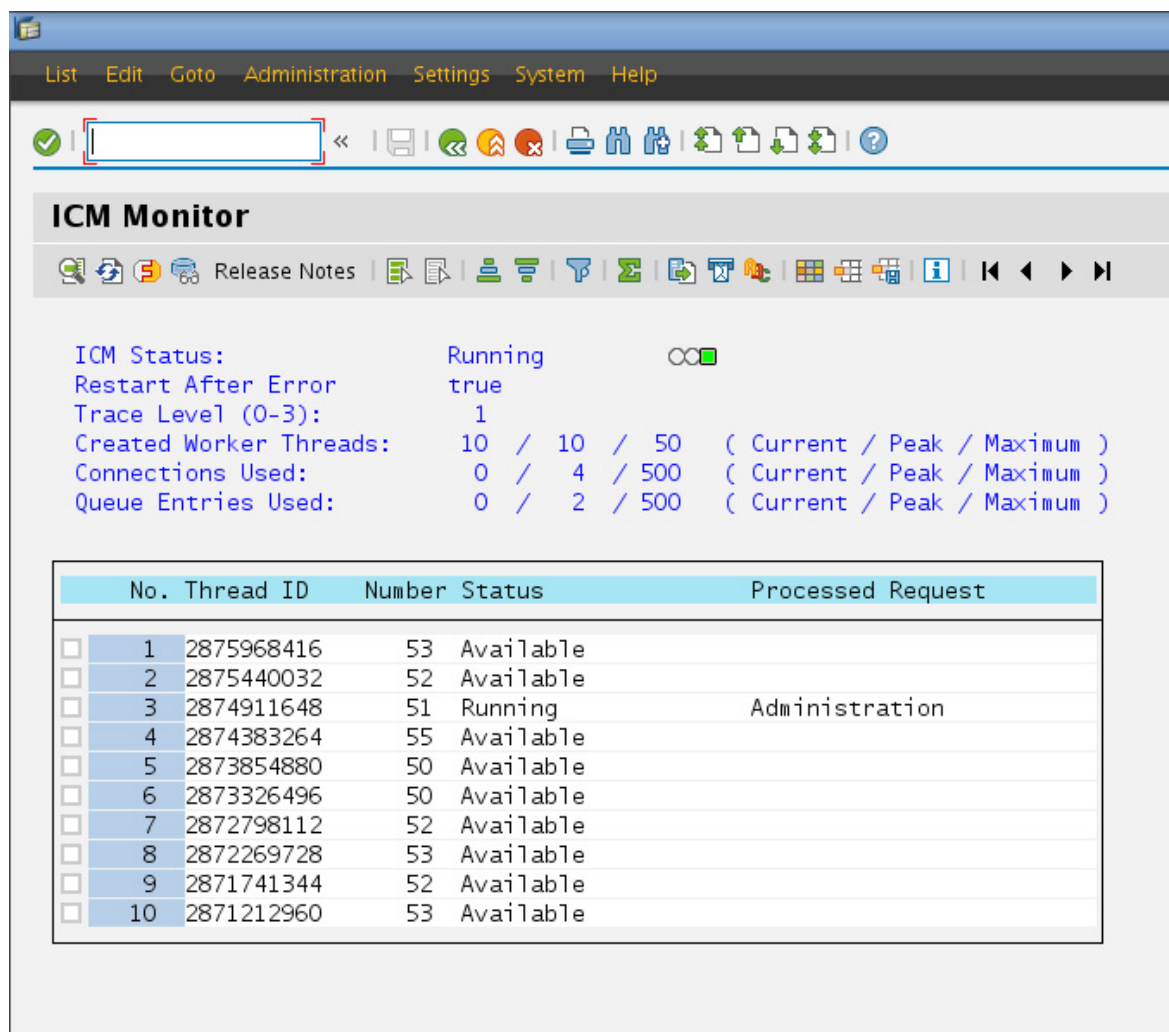 List Edit Goto Administration Settings System Help
ICM Monitor
Release Notes
ICM Status: Running
Restart After Error true
Trace Level (0-3): 1
Created Worker Threads: 10 / 10 / 50 ( Current / Peak / Maximum )
Connections Used: 0 / 4 / 500 ( Current / Peak / Maximum )
Queue Entries Used: 0 / 2 / 500 ( Current / Peak / Maximum )
No. Thread ID Number Status Processed Request
1 2875968416 53 Available
2 2875440032 52 Available
3 2874911648 51 Running Administration
4 2874383264 55 Available
5 2873854880 50 Available
6 2873326496 50 Available
7 2872798112 52 Available
8 2872269728 53 Available
9 2871741344 52 Available
10 2871212960 53 Available